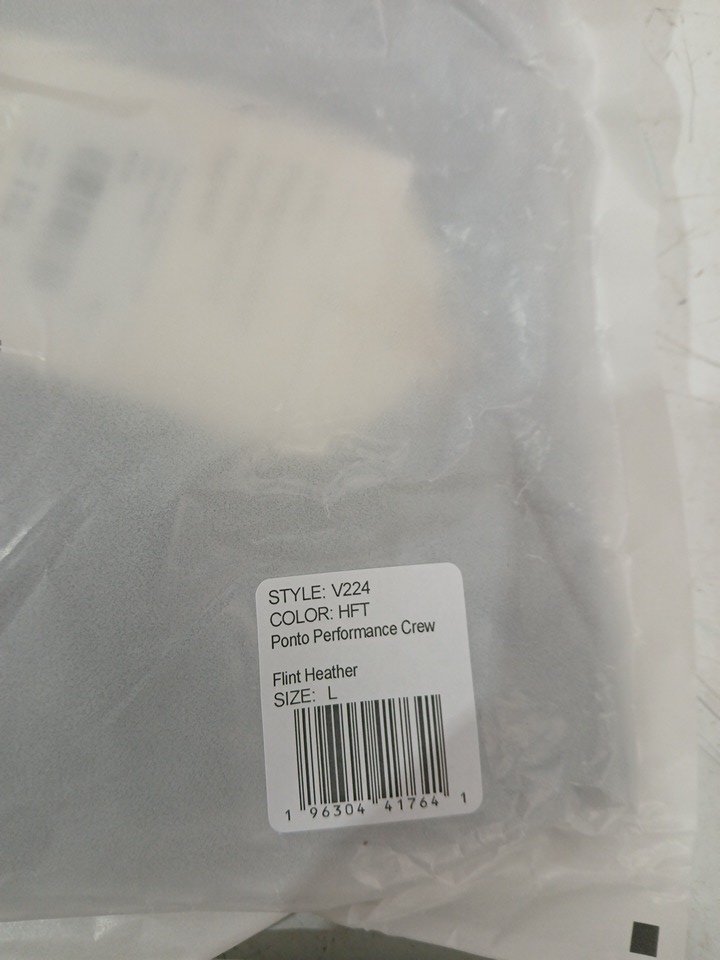 STYLE: V224
COLOR: HFT
Ponto Performance Crew
Flint Heather
SIZE: L
1 96304 41764 1